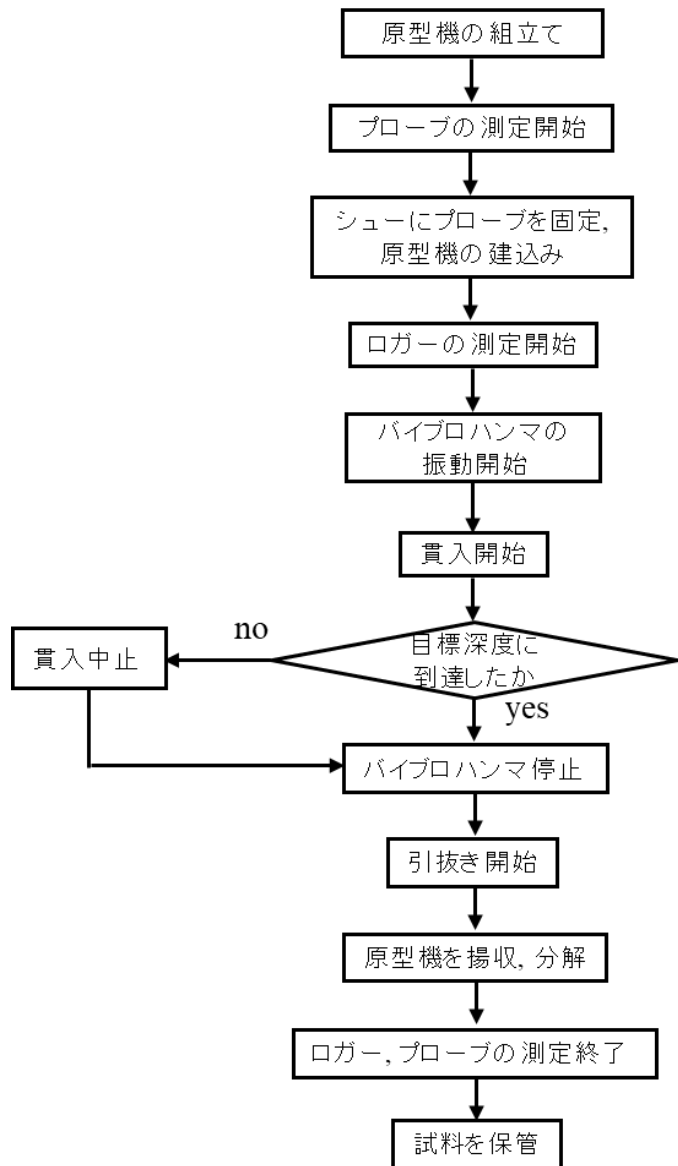 原型機の組立て
プローブの測定開始
シューにプローブを固定,
原型機の建込み
ロガーの測定開始
バイブロハンマの
振動開始
貫入開始
目標深度に
到達したか
no
貫入中止
yes
バイブロハンマ停止
引抜き開始
原型機を揚収, 分解
ロガー, プローブの測定終了
試料を保管